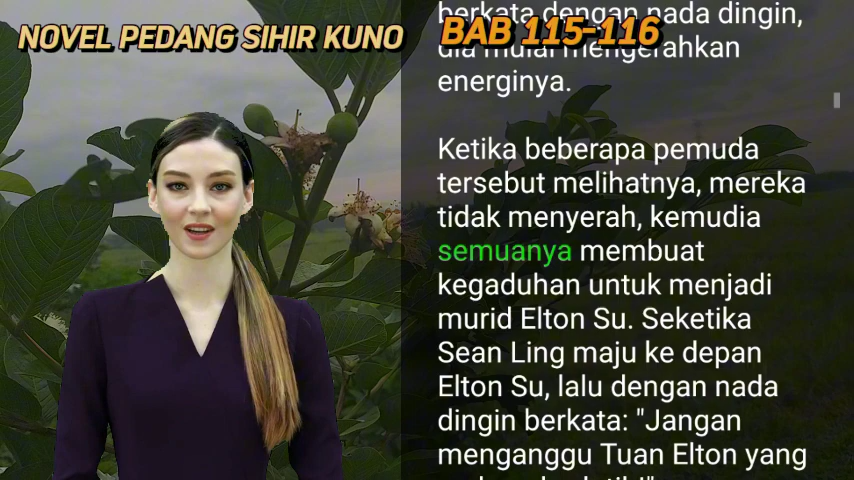 NOVEL PEDANG SIHIR KUNO
BAB 115-116
berkata dengan nada dingin,
dia mulai mengerahkan
energinya.
Ketika beberapa pemuda
tersebut melihatnya, mereka
tidak menyerah, kemudia
semuanya membuat
kegaduhan untuk menjadi
murid Elton Su. Seketika
Sean Ling maju ke depan
Elton Su, lalu dengan nada
dingin berkata: "Jangan
menganggu Tuan Elton yang